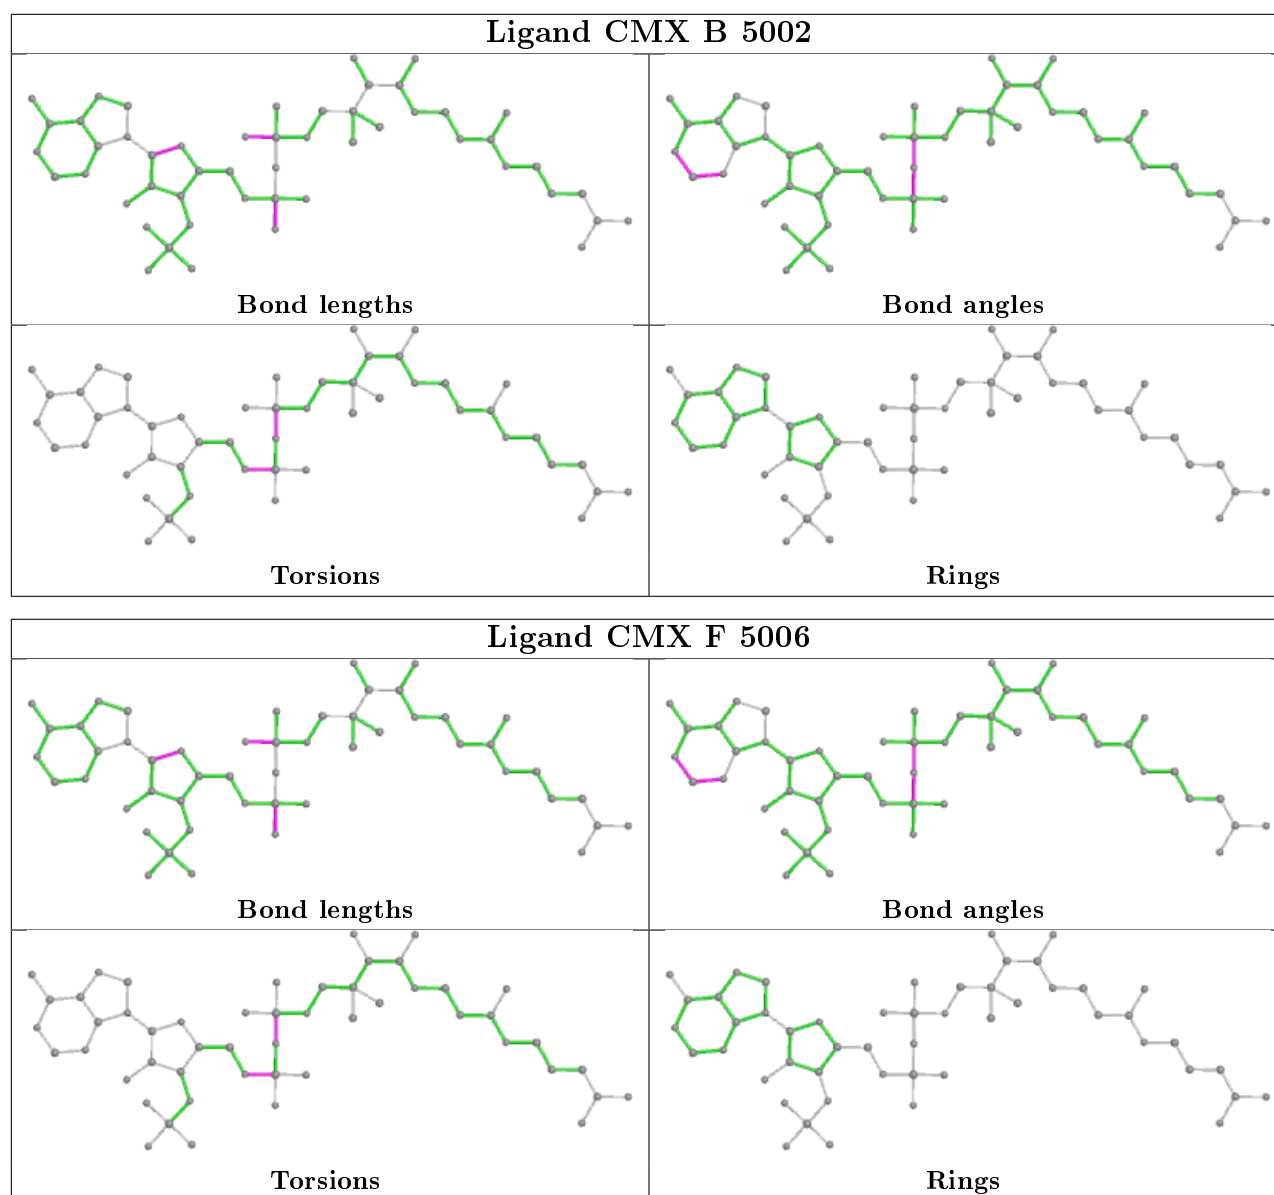 Ligand CMX B 5002
Bond lengths
Bond angles
Torsions
Rings
Ligand CMX F 5006
Bond lengths
Bond angles
Torsions
Rings